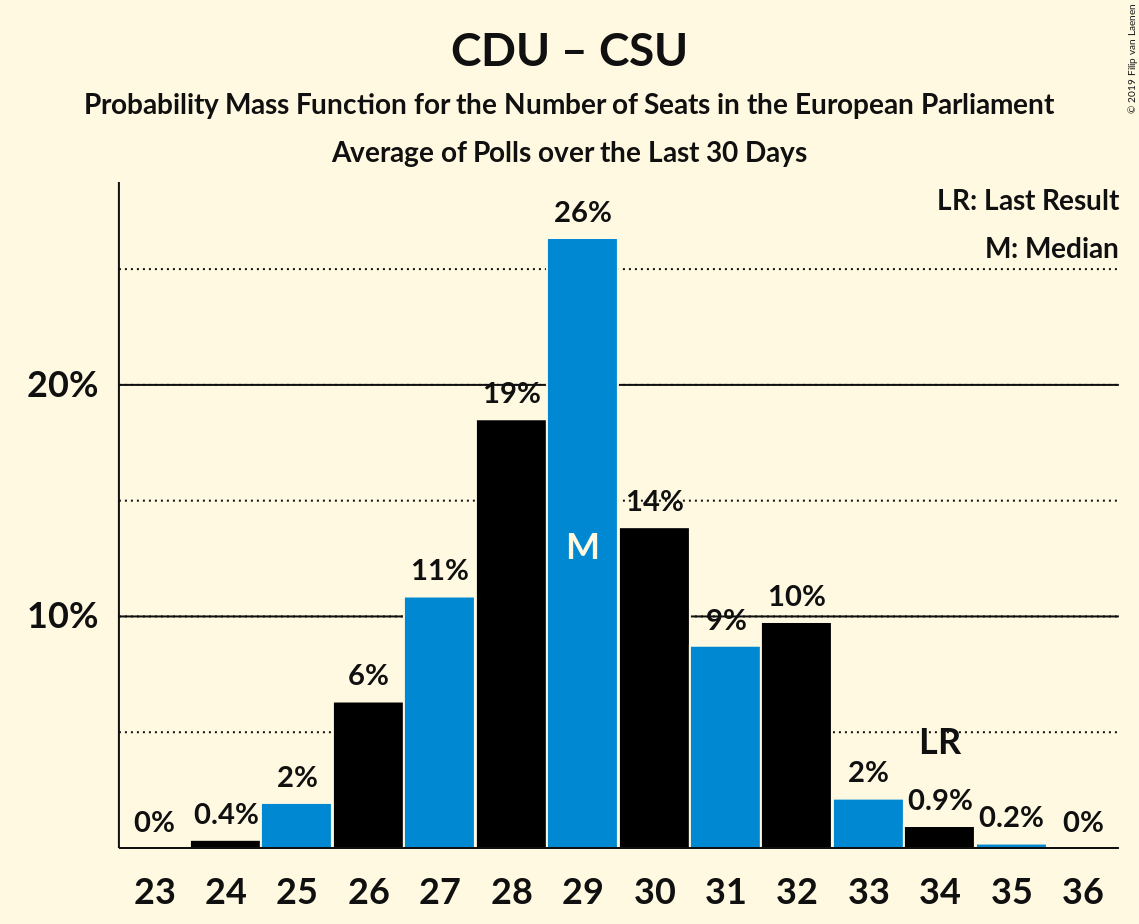 CDU – CSU
Probability Mass Function for the Number of Seats in the European Parliament
Average of Polls over the Last 30 Days
© 2019 Filip van Laenen
LR: Last Result
M: Median
20%
10%
0%
0.4%
2%
6%
11%
19%
26%
M
14%
9%
10%
2%
LR
0.9%
0.2%
0%
23 24 25 26 27 28 29 30 31 32 33 34 35 36